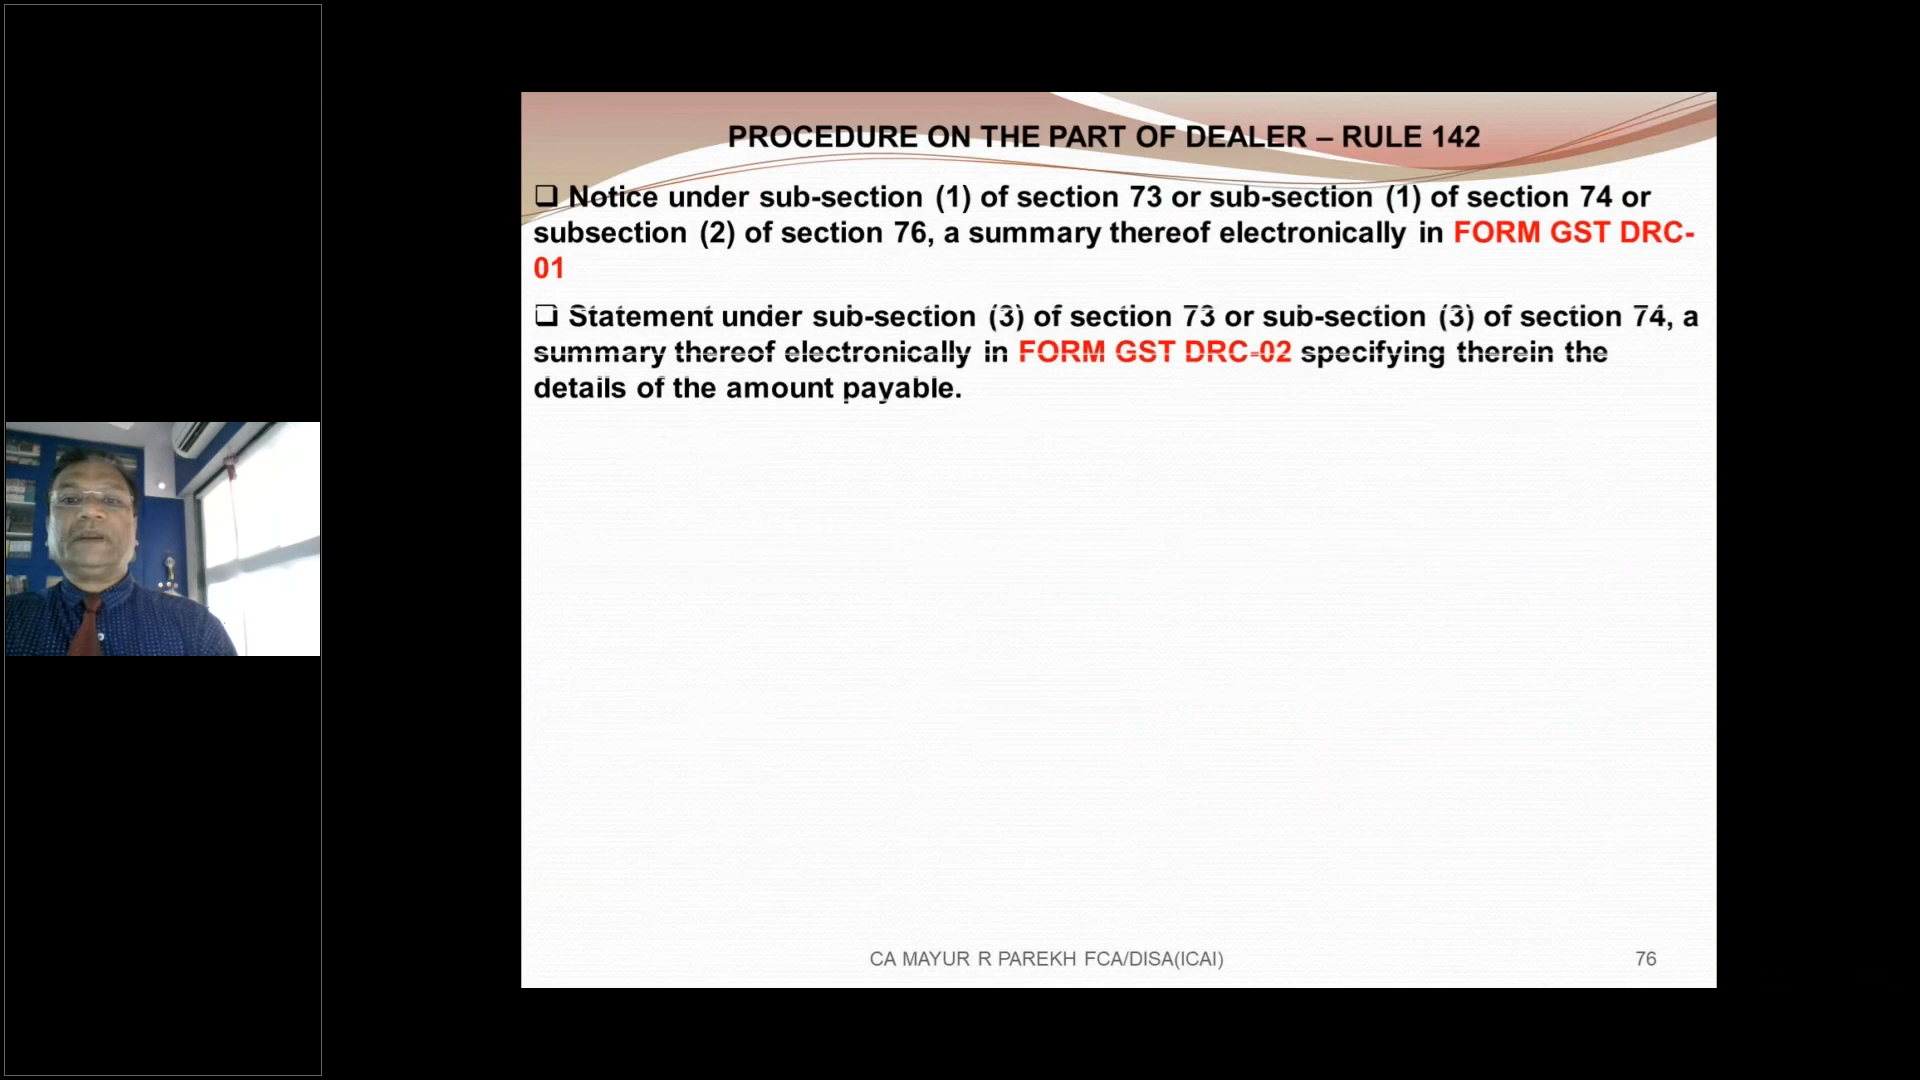 PROCEDURE ON THE PART OF DEALER – RULE 142
❑ Notice under sub-section (1) of section 73 or sub-section (1) of section 74 or
subsection (2) of section 76, a summary thereof electronically in FORM GST DRC-
01
❑ Statement under sub-section (3) of section 73 or sub-section (3) of section 74, a
summary thereof electronically in FORM GST DRC-02 specifying therein the
details of the amount payable.
CA MAYUR R PAREKH FCA/DISA(ICAI)
76